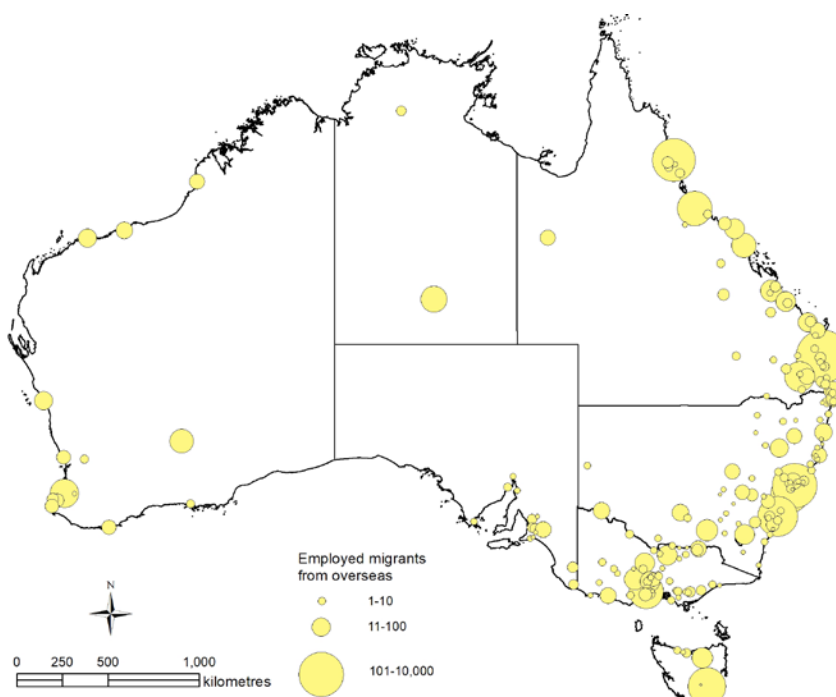 Employed migrants
from overseas
1-10
11-100
101-10,000
N
0 250 500 1,000
kilometres